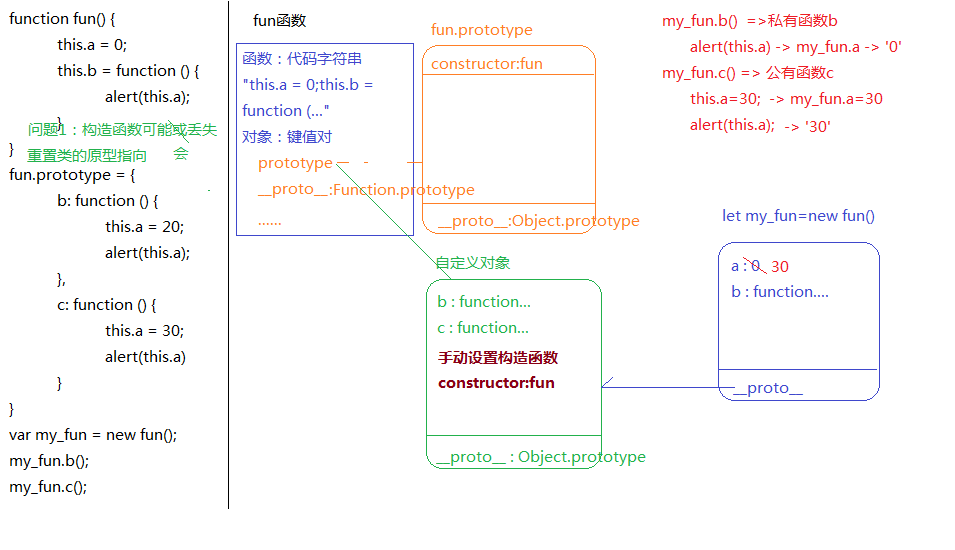 function fun() {
this.a = 0;
this.b = function () {
alert(this.a);
}
问题1：构造函数可能或丢失
会
}
重置类的原型指向
fun.prototype = {
b: function () {
this.a = 20;
alert(this.a);
},
c: function () {
this.a = 30;
alert(this.a)
}
}
var my_fun = new fun();
my_fun.b();
my_fun.c();
fun函数
函数：代码字符串
"this.a = 0;this.b =
function (..."
对象：键值对
prototype
__proto__:Function.prototype
......
fun.prototype
constructor:fun
__proto__:Object.prototype
自定义对象
b : function...
c : function...
手动设置构造函数
constructor:fun
__proto__ : Object.prototype
my_fun.b() =>私有函数b
alert(this.a) -> my_fun.a -> '0'
my_fun.c() => 公有函数c
this.a=30; -> my_fun.a=30
alert(this.a); -> '30'
let my_fun=new fun()
a : 0 30
b : function....
__proto__